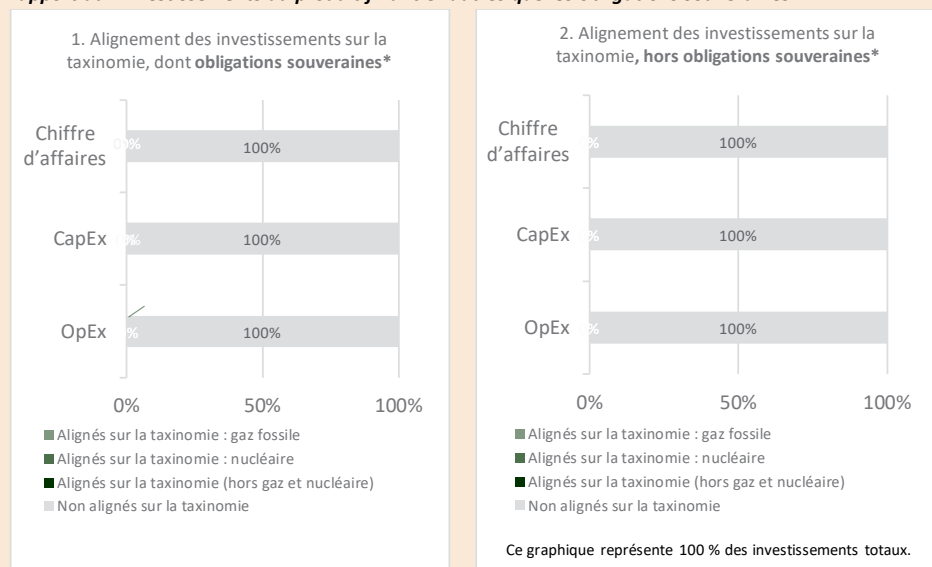 1. Alignement des investissements sur la
taxinomie, dont obligations souveraines*
Chiffre
d’affaires
100%
CapEx
100%
OpEx
%
100%
0%
50%
100%
Alignés sur la taxinomie : gaz fossile
Alignés sur la taxinomie : nucléaire
Alignés sur la taxinomie (hors gaz et nucléaire)
Non alignés sur la taxinomie
2. Alignement des investissements sur la
taxinomie, hors obligations souveraines*
Chiffre
d’affaires
%
100%
CapEx
%
100%
OpEx
%
100%
0%
50%
100%
Alignés sur la taxinomie : gaz fossile
Alignés sur la taxinomie : nucléaire
Alignés sur la taxinomie (hors gaz et nucléaire)
Non alignés sur la taxinomie
Ce graphique représente 100 % des investissements totaux.